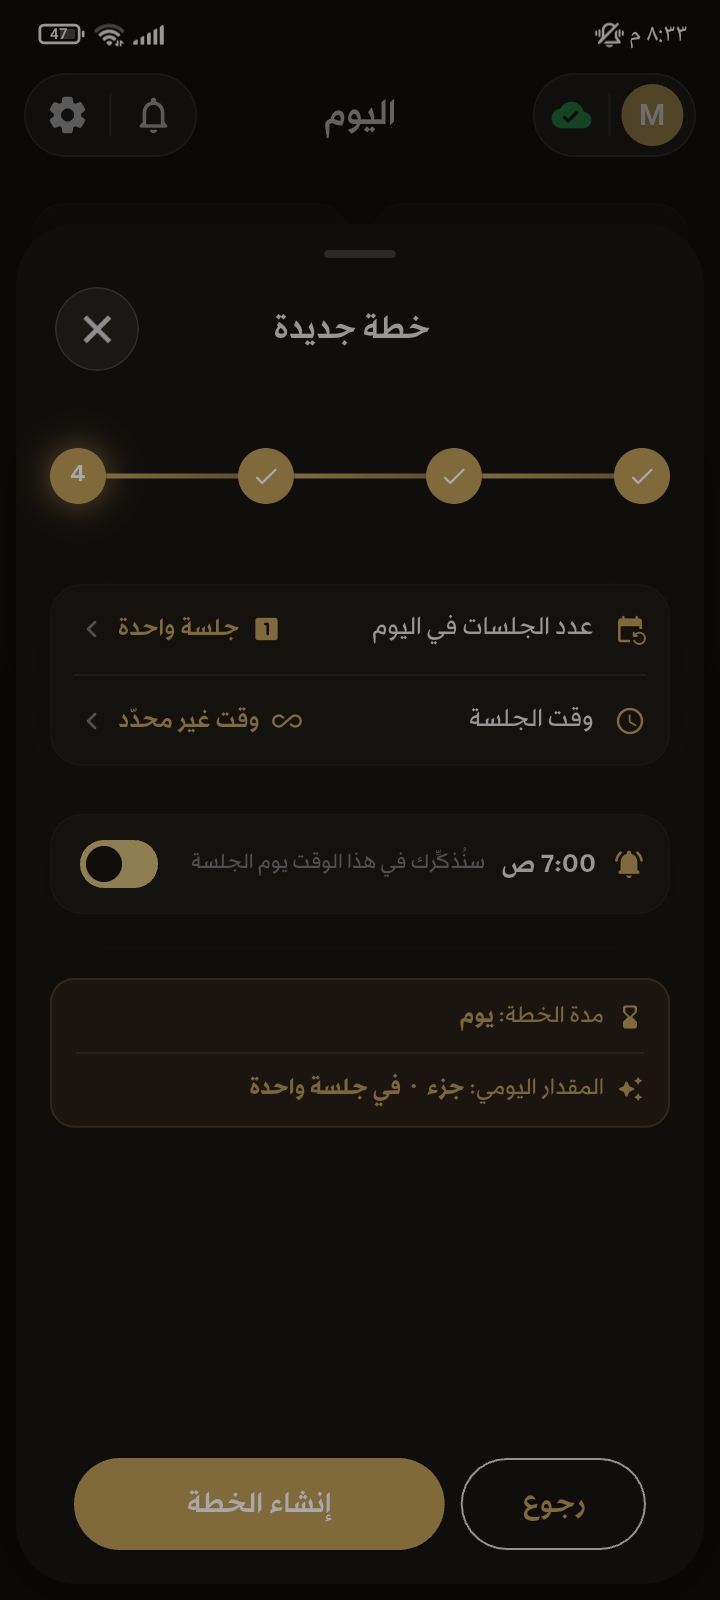 ٨:٣٣ م
47
M
اليوم
خطة جديدة
4
عدد الجلسات في اليوم
1 جلسة واحدة
وقت الجلسة
وقت غير محدّد
7:00 ص سنُذكّرك في هذا الوقت يوم الجلسة
مدة الخطة: يوم
المقدار اليومي: جزء · في جلسة واحدة
رجوع
إنشاء الخطة